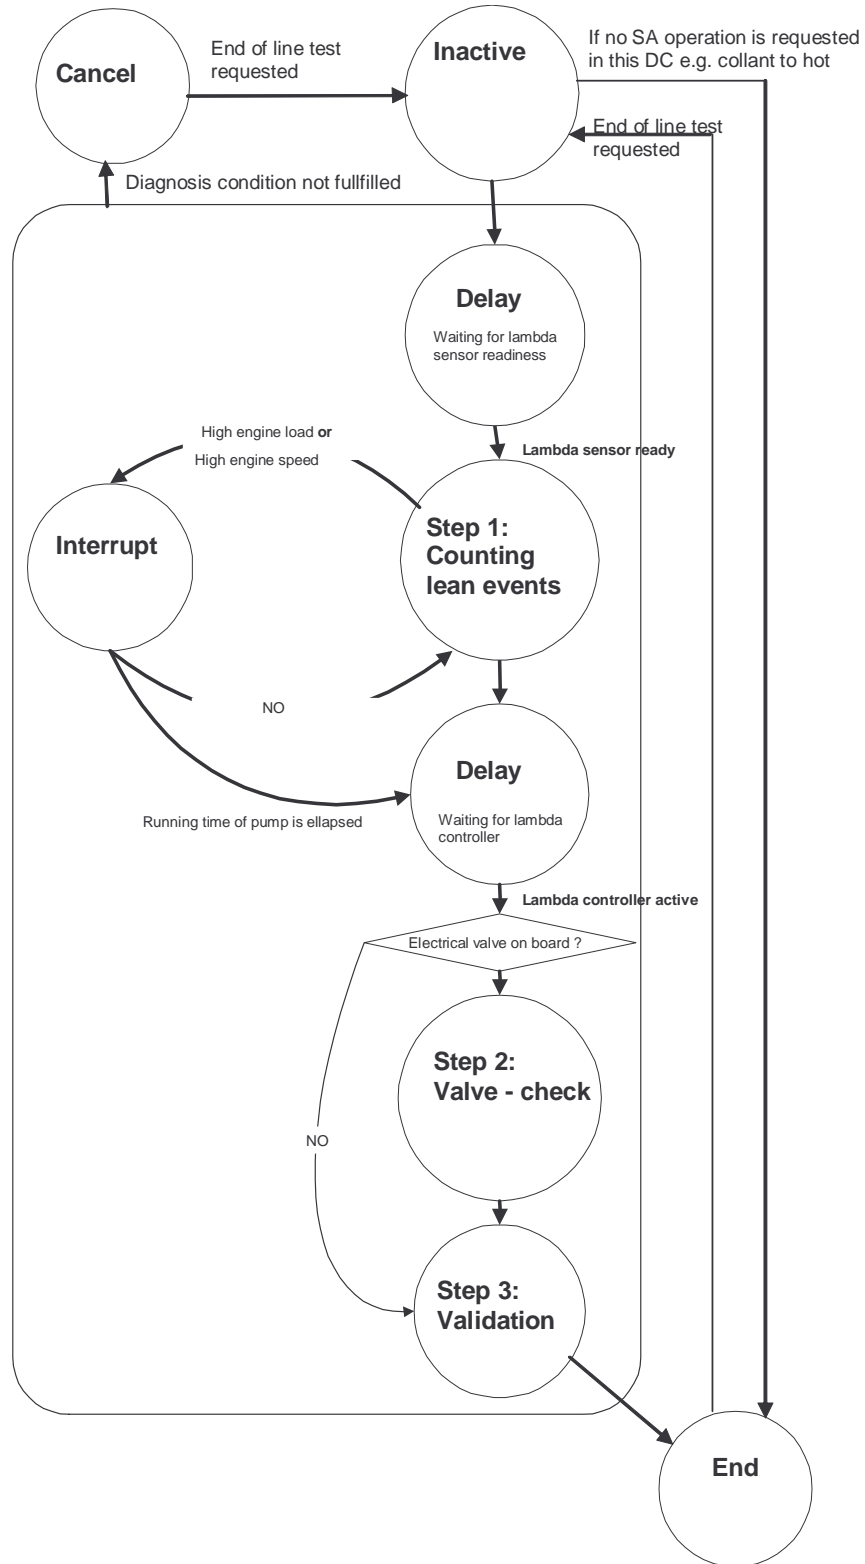 Cancel
End of line test
requested
Inactive
If no SA operation is requested
in this DC e.g. collant to hot
End of line test
requested
Diagnosis condition not fullfilled
Delay
Waiting for lambda
sensor readiness
High engine load or
High engine speed
Lambda sensor ready
Interrupt
Step 1:
Counting
lean events
NO
Delay
Waiting for lambda
controller
Running time of pump is ellapsed
Lambda controller active
Electrical valve on board ?
Step 2:
Valve - check
NO
Step 3:
Validation
End